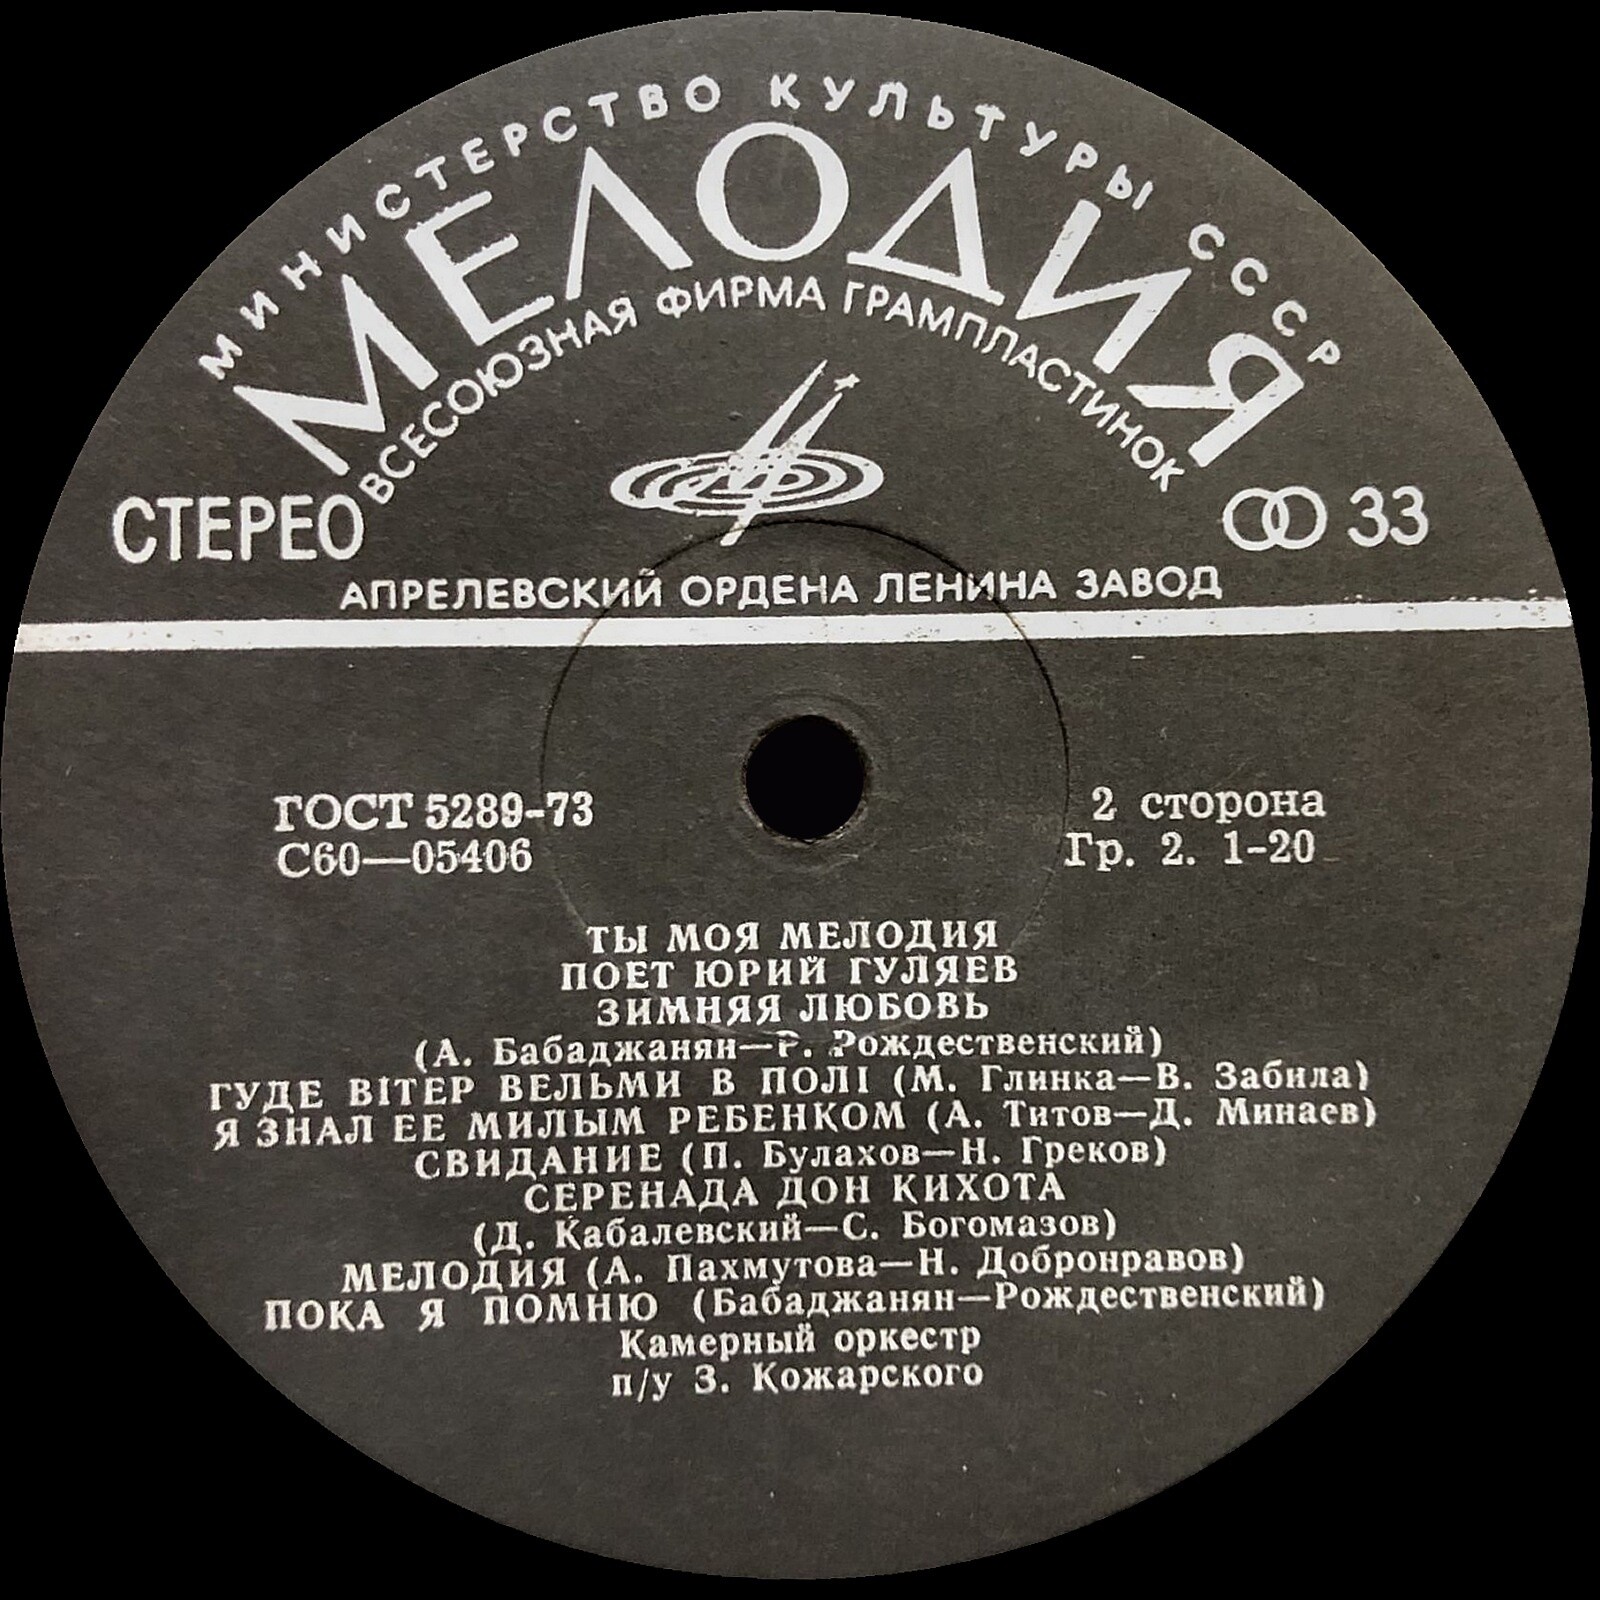 МИНИСТЕРСТВО КУЛЬТУРЫ СССР
МЕЛОДИЯ
ВСЕСОЮЗНАЯ ФИРМА ГРАМПЛАСТИНОК
СТЕРЕО
33
АПРЕЛЕВСКИЙ ОРДЕНА ЛЕНИНА ЗАВОД
ГОСТ 5289-73
С60—05406
2 сторона
Гр. 2. 1-20
ТЫ МОЯ МЕЛОДИЯ
ПОЕТ ЮРИЙ ГУЛЯЕВ
ЗИМНЯЯ ЛЮБОВЬ
(А. Бабаджанян—Р. Рождественский)
ГУДЕ ВІТЕР ВЕЛЬМИ В ПОЛІ (М. Глинка—В. Забила)
Я ЗНАЛ ЕЕ МИЛЫМ РЕБЕНКОМ (А. Титов—Д. Минаев)
СВИДАНИЕ (П. Булахов—Н. Греков)
СЕРЕНАДА ДОН КИХОТА
(Д. Кабалевский—С. Богомазов)
МЕЛОДИЯ (А. Пахмутова—Н. Добронравов)
ПОКА Я ПОМНЮ (Бабаджанян—Рождественский)
Камерный оркестр
п/у З. Кожарского